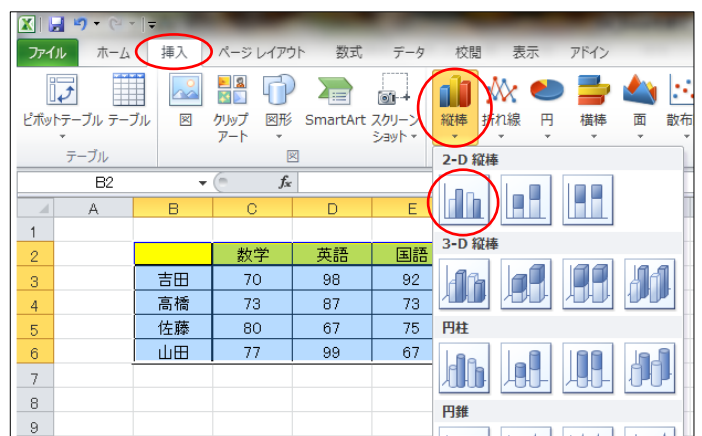 ファイル ホーム 挿入 ページ レイアウト 数式 データ 校閲 表示 アドイン
ピボットテーブル テーブル 図 クリップ アート 図形 SmartArt スクリーン ショット 縦棒 折れ線 円 横棒 面 散布
テーブル 図
2-D 縦棒
B2 fx
A B C D E
3-D 縦棒
1
2 数学 英語 国語
3 吉田 70 98 92
4 高橋 73 87 73
5 佐藤 80 67 75
6 山田 77 99 67
円柱
7
8
9
円錐